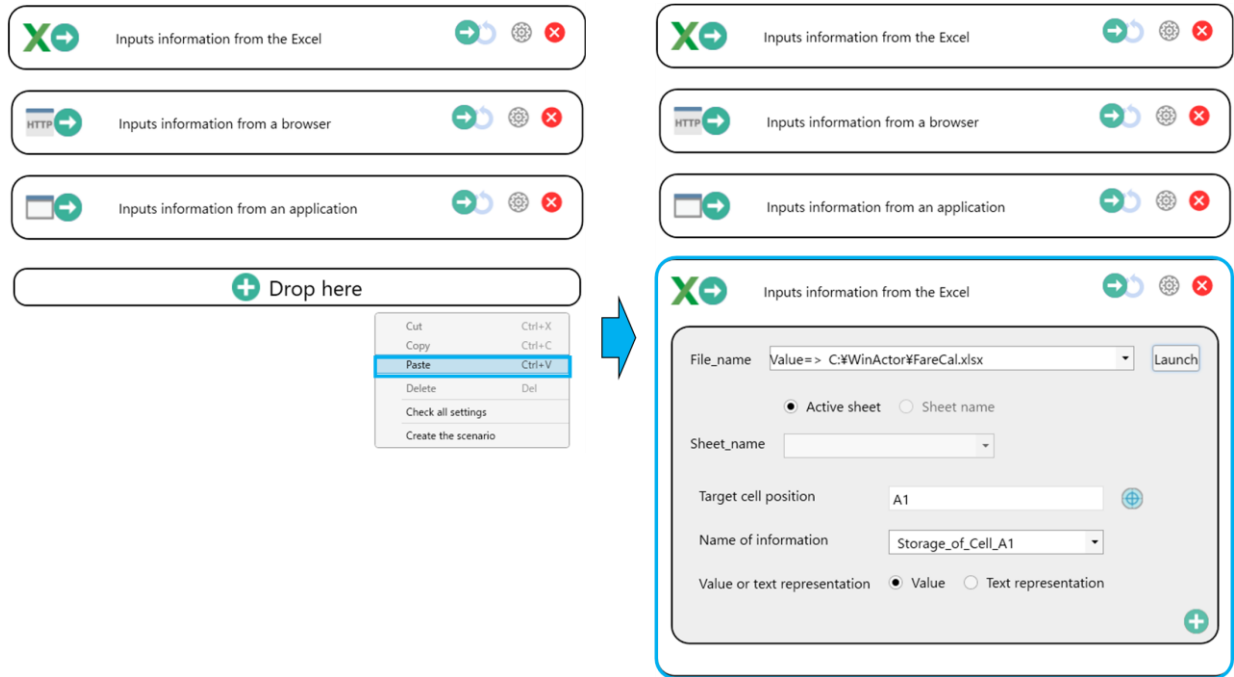 Inputs information from the Excel
HTTP
Inputs information from a browser
Inputs information from an application
Drop here
Cut Ctrl+X
Copy Ctrl+C
Paste Ctrl+V
Delete Del
Check all settings
Create the scenario
Inputs information from the Excel
HTTP
Inputs information from a browser
Inputs information from an application
Inputs information from the Excel
File_name Value=> C:¥WinActor¥FareCal.xlsx Launch
Active sheet Sheet name
Sheet_name
Target cell position A1
Name of information Storage_of_Cell_A1
Value or text representation Value Text representation